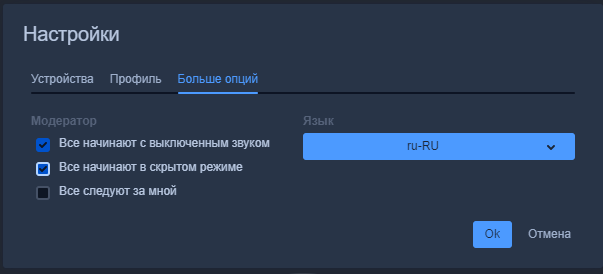 Настройки
Устройства Профиль Больше опций
Модератор
Все начинают с выключенным звуком
Все начинают в скрытом режиме
Все следуют за мной
Язык
ru-RU
Ok Отмена